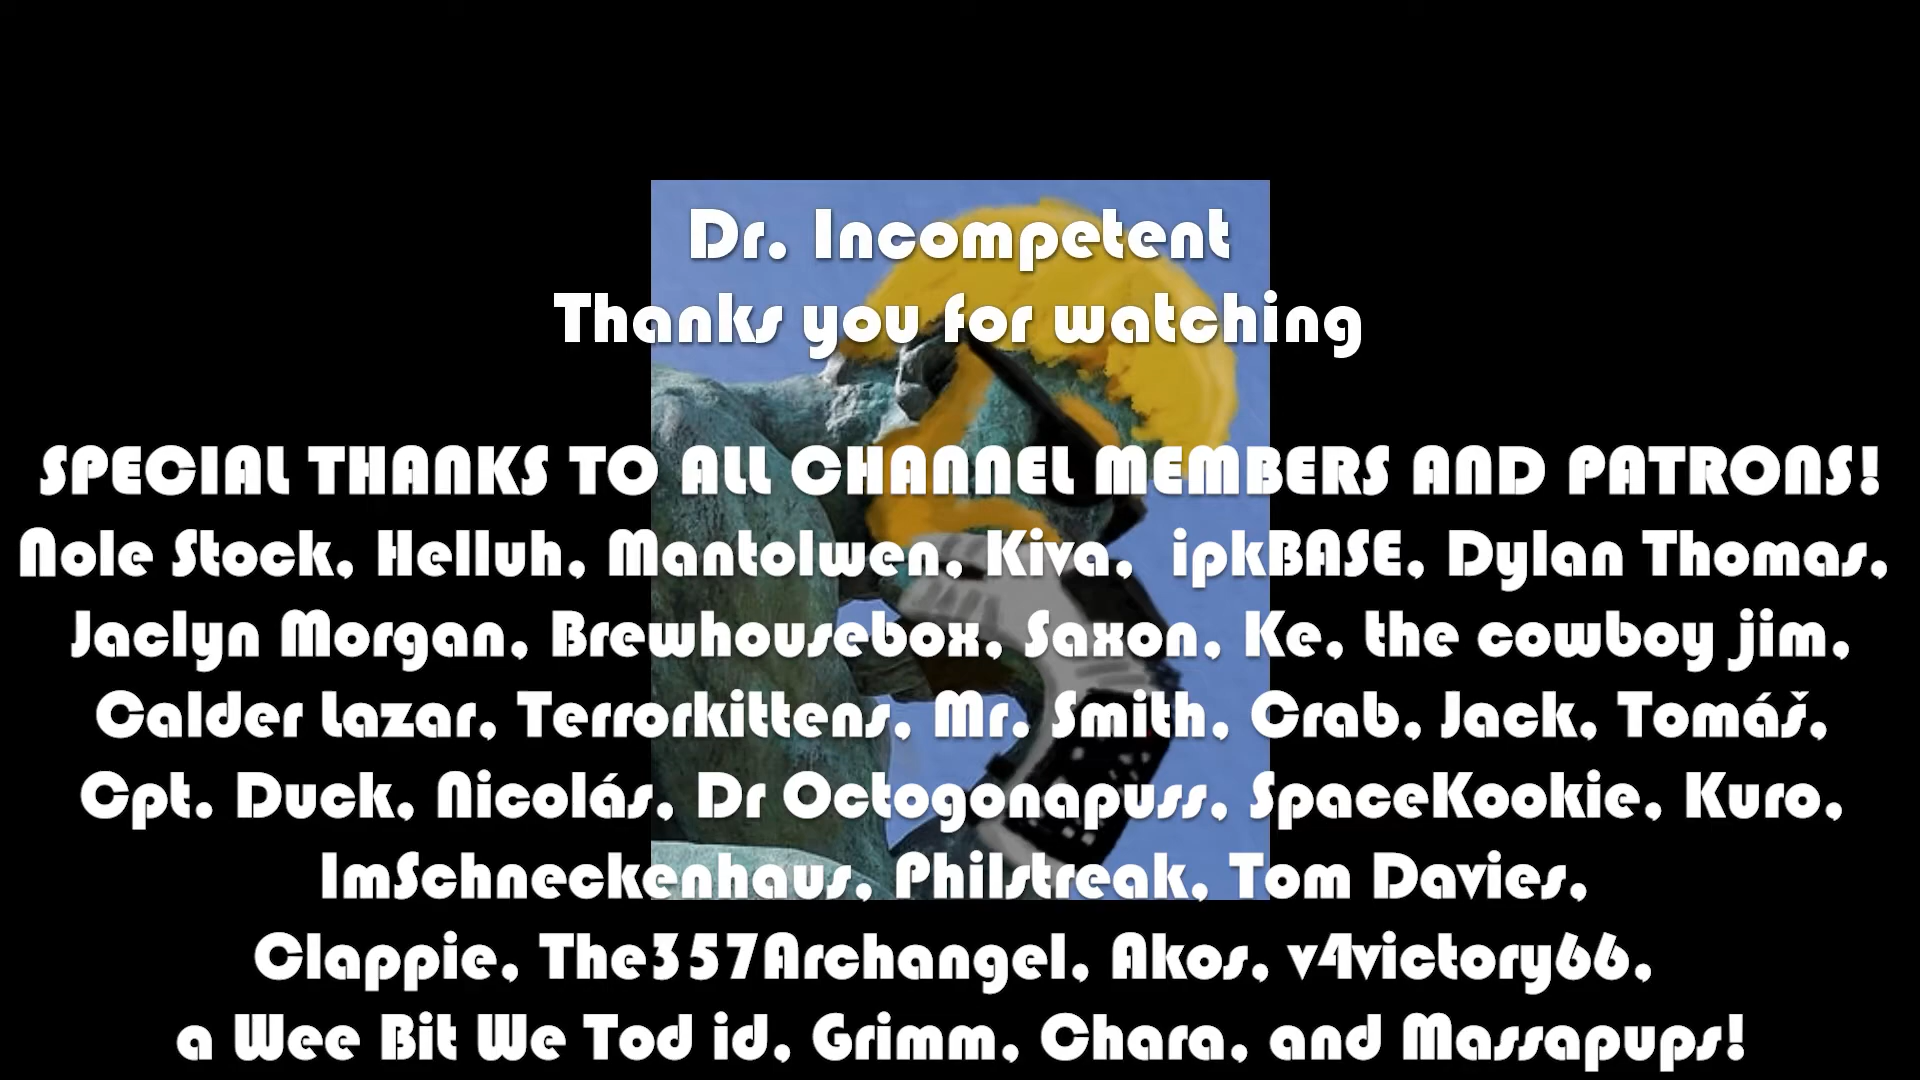 Dr. Incompetent
Thanks you for watching
SPECIAL THANKS TO ALL CHANNEL MEMBERS AND PATRONS!
Nole Stock, Helluh, Mantolwen, Kiva, ipkBASE, Dylan Thomas,
Jaclyn Morgan, Brewhousebox, Saxon, Ke, the cowboy jim,
Calder Lazar, Terrorkittens, Mr. Smith, Crab, Jack, Tomáš,
Cpt. Duck, Nicolás, Dr Octogonapuss, SpaceKookie, Kuro,
ImSchneckenhaus, Philstreak, Tom Davies,
Clappie, The357Archangel, Akos, v4victory66,
a Wee Bit We Tod id, Grimm, Chara, and Massapups!